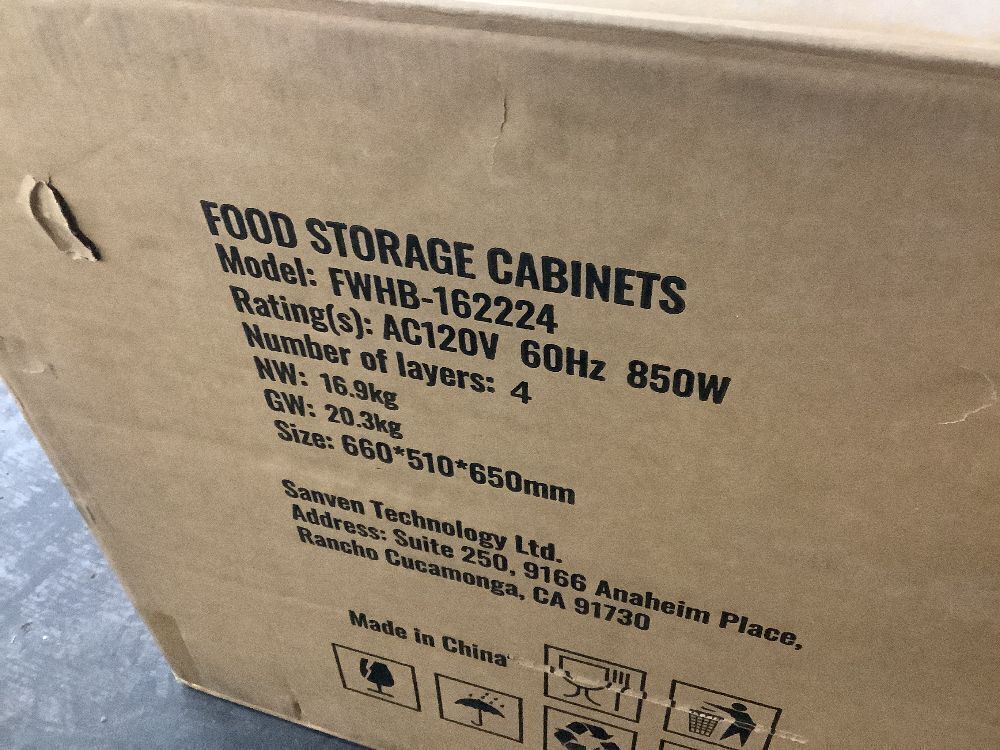 FOOD STORAGE CABINETS
Model: FWHB-162224
Rating(s): AC120V 60Hz 850W
Number of layers: 4
NW: 16.9kg
GW: 20.3kg
Size: 660*510*650mm
Sanven Technology Ltd.
Address: Suite 250, 9166 Anaheim Place,
Rancho Cucamonga, CA 91730
Made in China